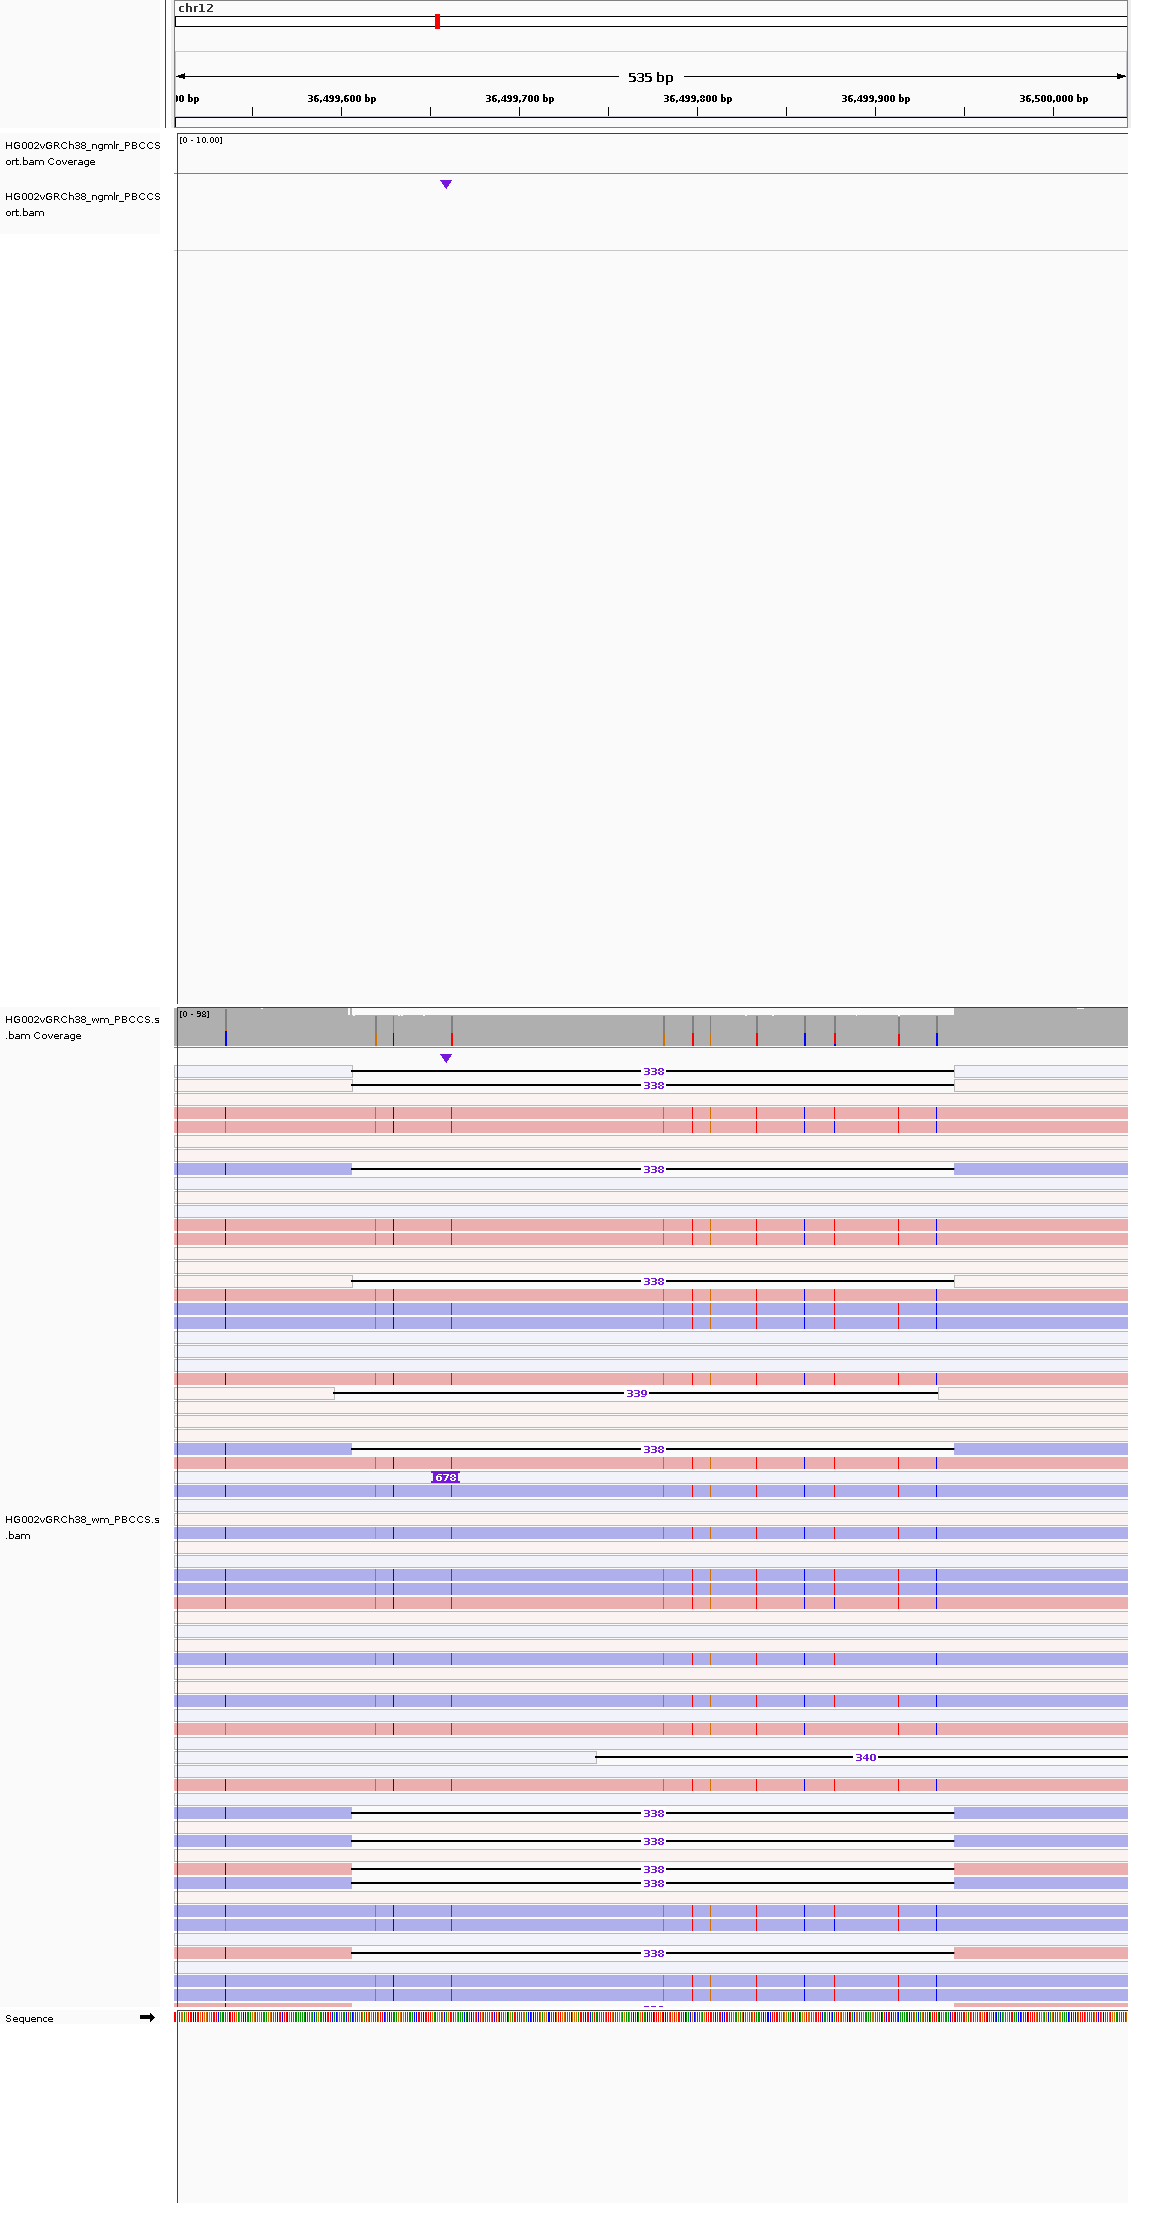 chr12
535 bp
00 bp 36,499,600 bp 36,499,700 bp 36,499,800 bp 36,499,900 bp 36,500,000 bp
HG002vGRCh38_ngmlr_PBCCS
ort.bam Coverage
[0 - 10.00]
HG002vGRCh38_ngmlr_PBCCS
ort.bam
HG002vGRCh38_wm_PBCCS.s
.bam Coverage
[0 - 98]
338
338
338
338
339
338
678
HG002vGRCh38_wm_PBCCS.s
.bam
340
338
338
338
338
338
Sequence